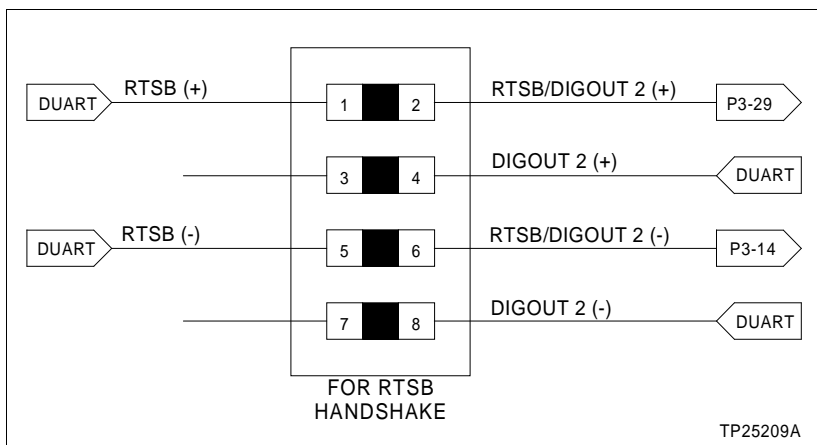 DUART RTSB (+) 1 2 RTSB/DIGOUT 2 (+) P3-29
3 4 DIGOUT 2 (+) DUART
DUART RTSB (-) 5 6 RTSB/DIGOUT 2 (-) P3-14
7 8 DIGOUT 2 (-) DUART
FOR RTSB
HANDSHAKE
TP25209A